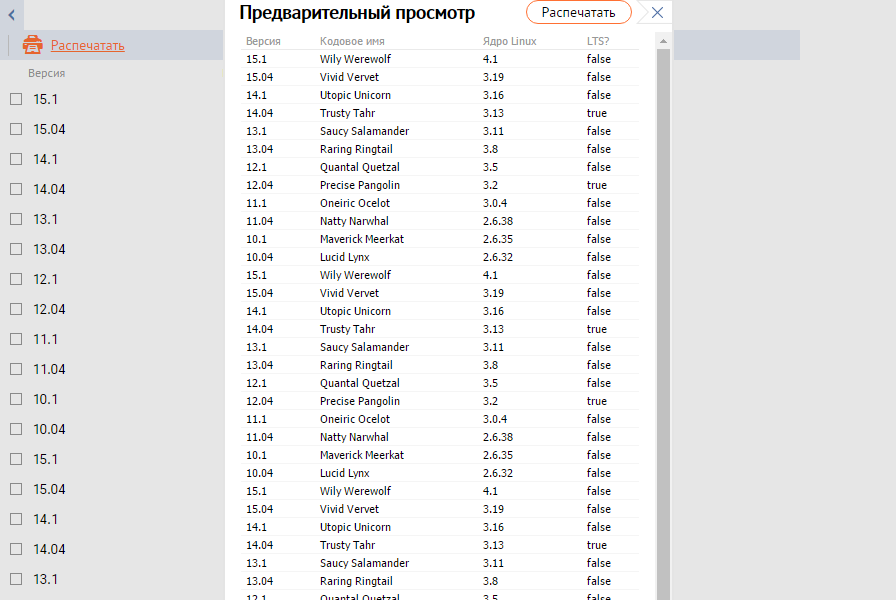 Предварительный просмотр
Распечатать
Распечатать
Версия
15.1
15.04
14.1
14.04
13.1
13.04
12.1
12.04
11.1
11.04
10.1
10.04
15.1
15.04
14.1
14.04
13.1
Версия Кодовое имя Ядро Linux LTS?
15.1 Wily Werewolf 4.1 false
15.04 Vivid Vervet 3.19 false
14.1 Utopic Unicorn 3.16 false
14.04 Trusty Tahr 3.13 true
13.1 Saucy Salamander 3.11 false
13.04 Raring Ringtail 3.8 false
12.1 Quantal Quetzal 3.5 false
12.04 Precise Pangolin 3.2 true
11.1 Oneiric Ocelot 3.0.4 false
11.04 Natty Narwhal 2.6.38 false
10.1 Maverick Meerkat 2.6.35 false
10.04 Lucid Lynx 2.6.32 false
15.1 Wily Werewolf 4.1 false
15.04 Vivid Vervet 3.19 false
14.1 Utopic Unicorn 3.16 false
14.04 Trusty Tahr 3.13 true
13.1 Saucy Salamander 3.11 false
13.04 Raring Ringtail 3.8 false
12.1 Quantal Quetzal 3.5 false
12.04 Precise Pangolin 3.2 true
11.1 Oneiric Ocelot 3.0.4 false
11.04 Natty Narwhal 2.6.38 false
10.1 Maverick Meerkat 2.6.35 false
10.04 Lucid Lynx 2.6.32 false
15.1 Wily Werewolf 4.1 false
15.04 Vivid Vervet 3.19 false
14.1 Utopic Unicorn 3.16 false
14.04 Trusty Tahr 3.13 true
13.1 Saucy Salamander 3.11 false
13.04 Raring Ringtail 3.8 false
12.1 Quantal Quetzal 3.5 false